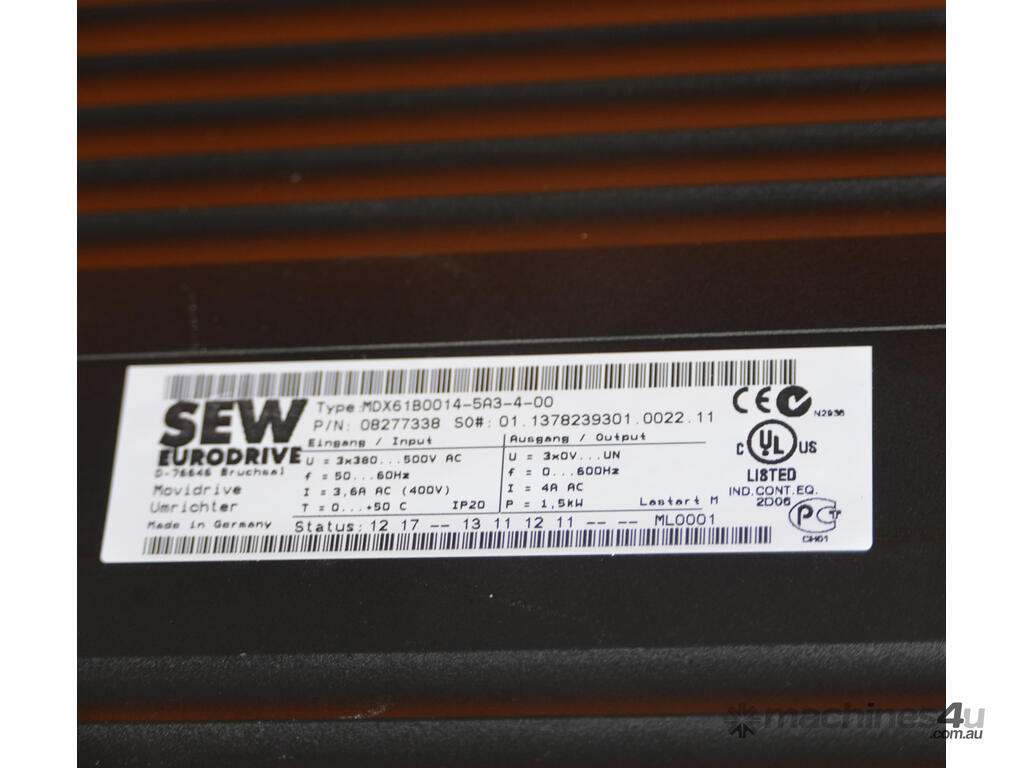 SEW
EURODRIVE
D-76646 Bruchsal
Movidrive
Umrichter
Made in Germany
Type:MDX61B0014-5A3-4-00
P/N: 08277338 SO#: 01.1378239301.0022.11
Eingang / Input
U = 3x380...500V AC
f = 50...60Hz
I = 3,6A AC (400V)
T = 0...+50 C IP20
Ausgang / Output
U = 3x0V...UN
f = 0...600Hz
I = 4A AC
P = 1,5kW Lastart M
Status: 12 17 -- 13 11 12 11 -- -- ML0001
CE N2936
C UL US
LISTED
IND.CONT.EQ.
2D06
machines4u
.com.au